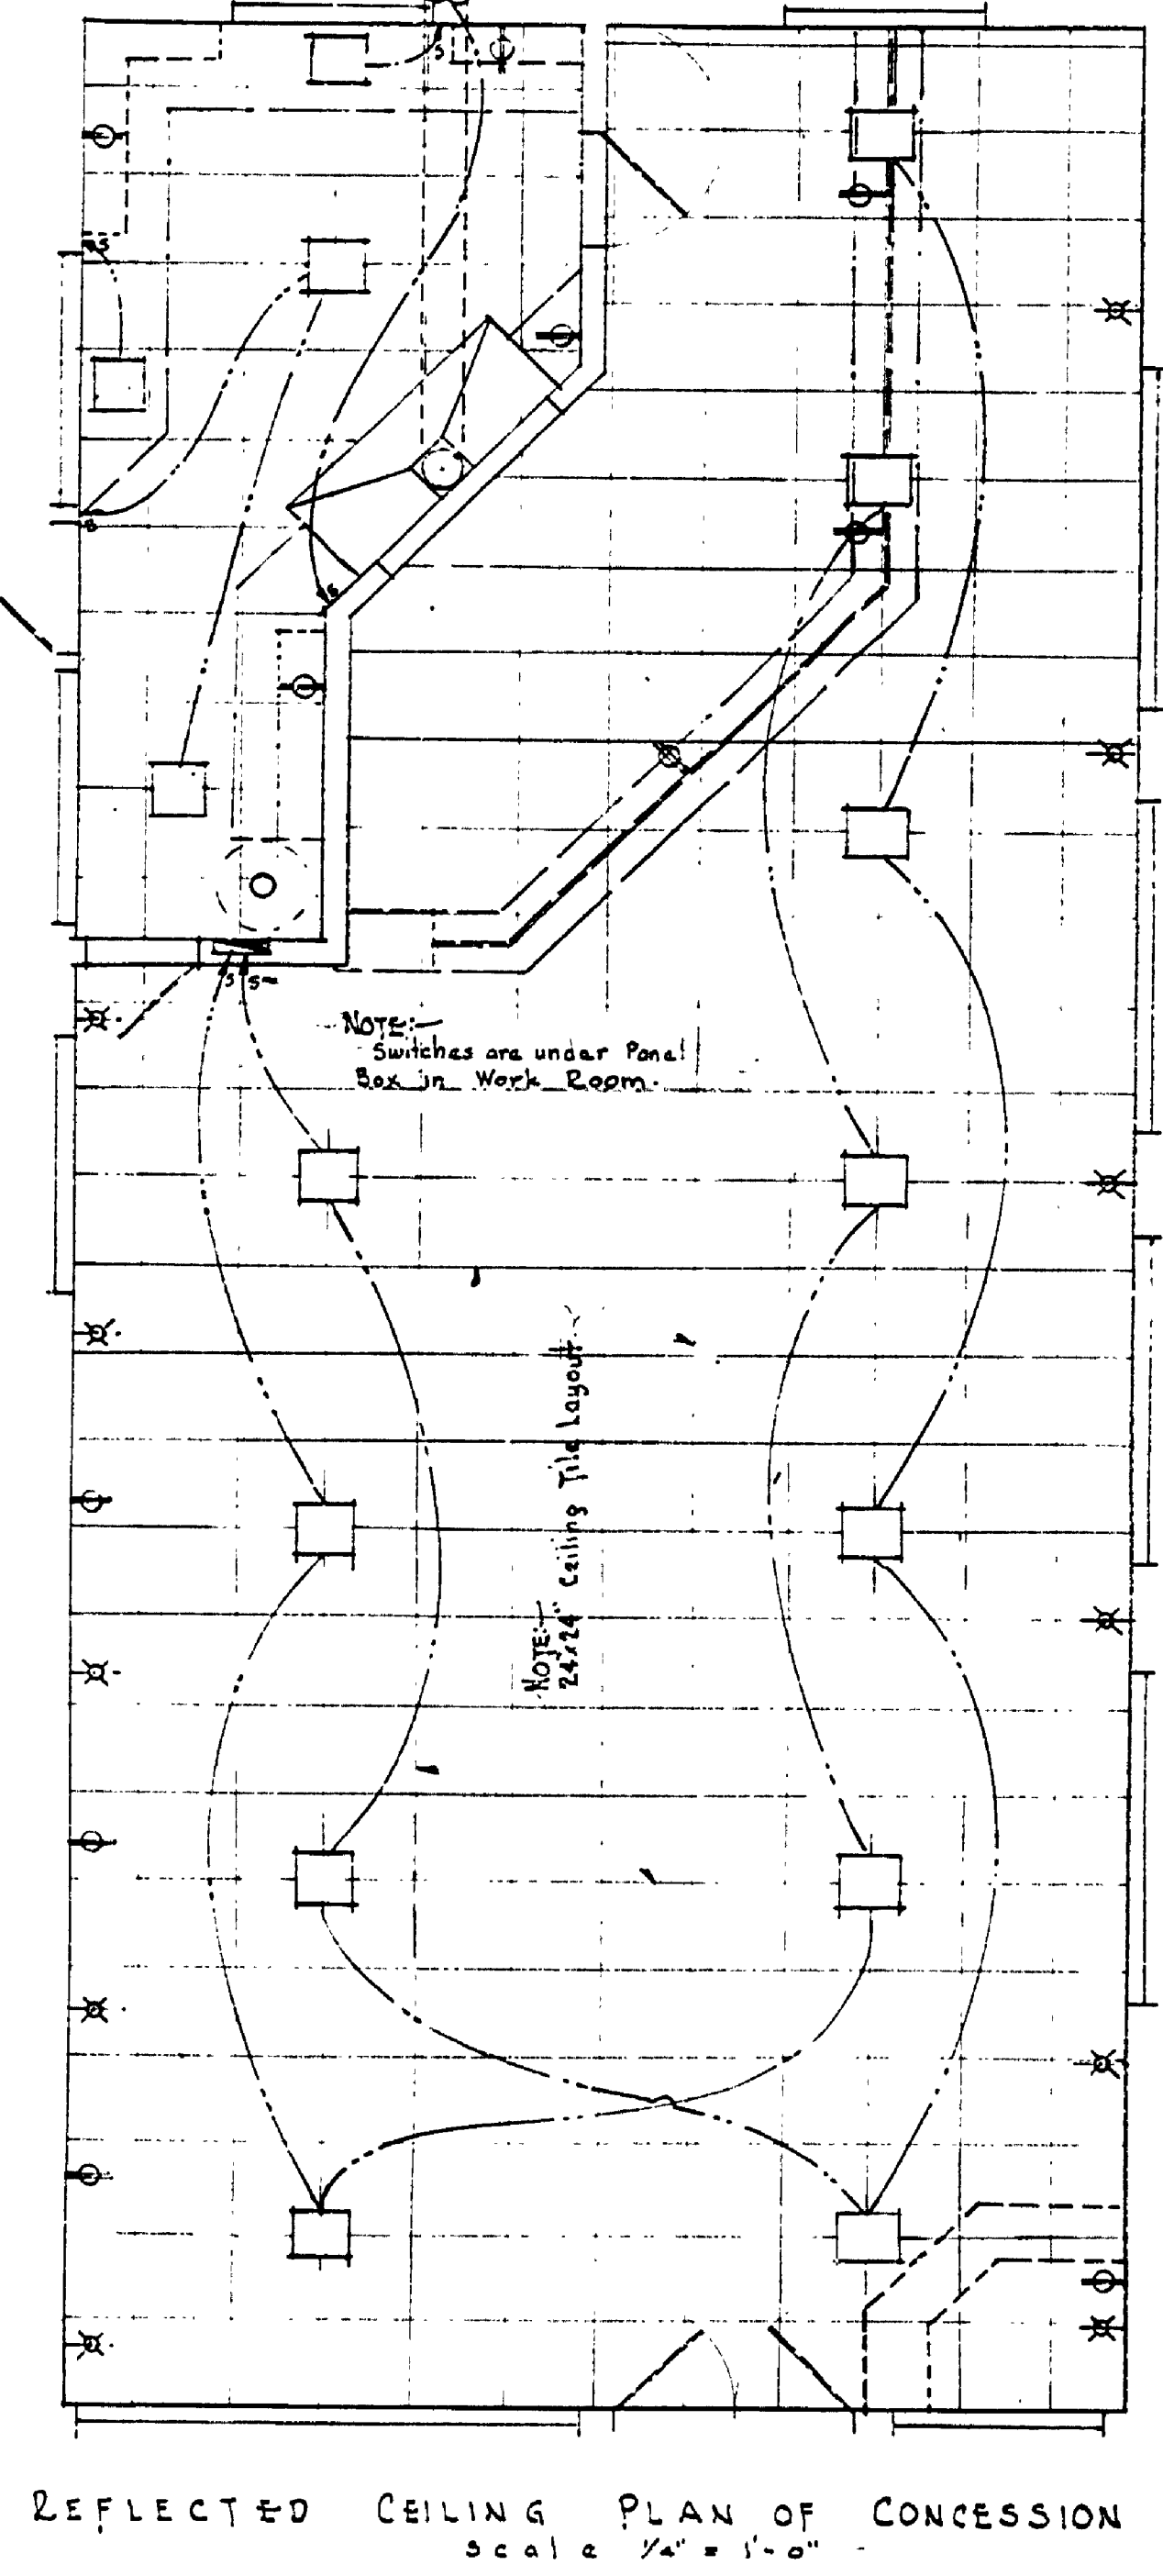 S
S
S
S
S
S S
NOTE:-
Switches are under Panel
Box in Work Room.
NOTE:-
24"x24" Ceiling Tile Layout.
REFLECTED CEILING PLAN OF CONCESSION
Scale 1/4" = 1'-0"